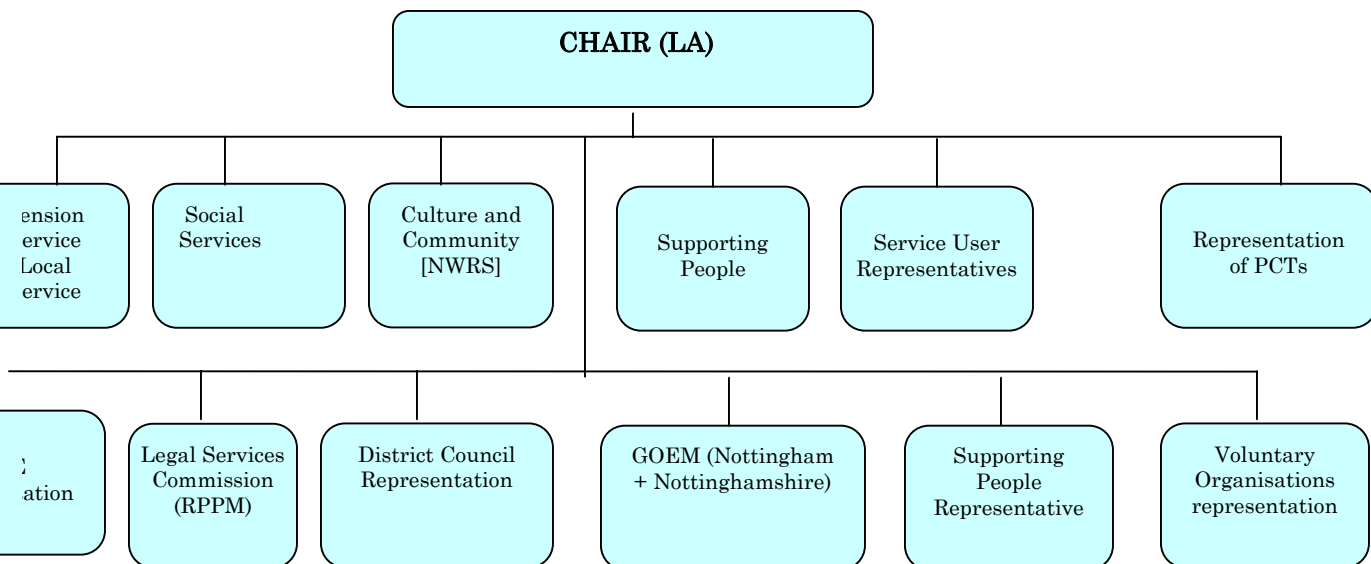 CHAIR (LA)
Social
Services
Culture and
Community
[NWRS]
Supporting
People
Service User
Representatives
Representation
of PCTs
Local
Legal Services
Commission
(RPPM)
District Council
Representation
GOEM (Nottingham
+ Nottinghamshire)
Supporting
People
Representative
Voluntary
Organisations
representation